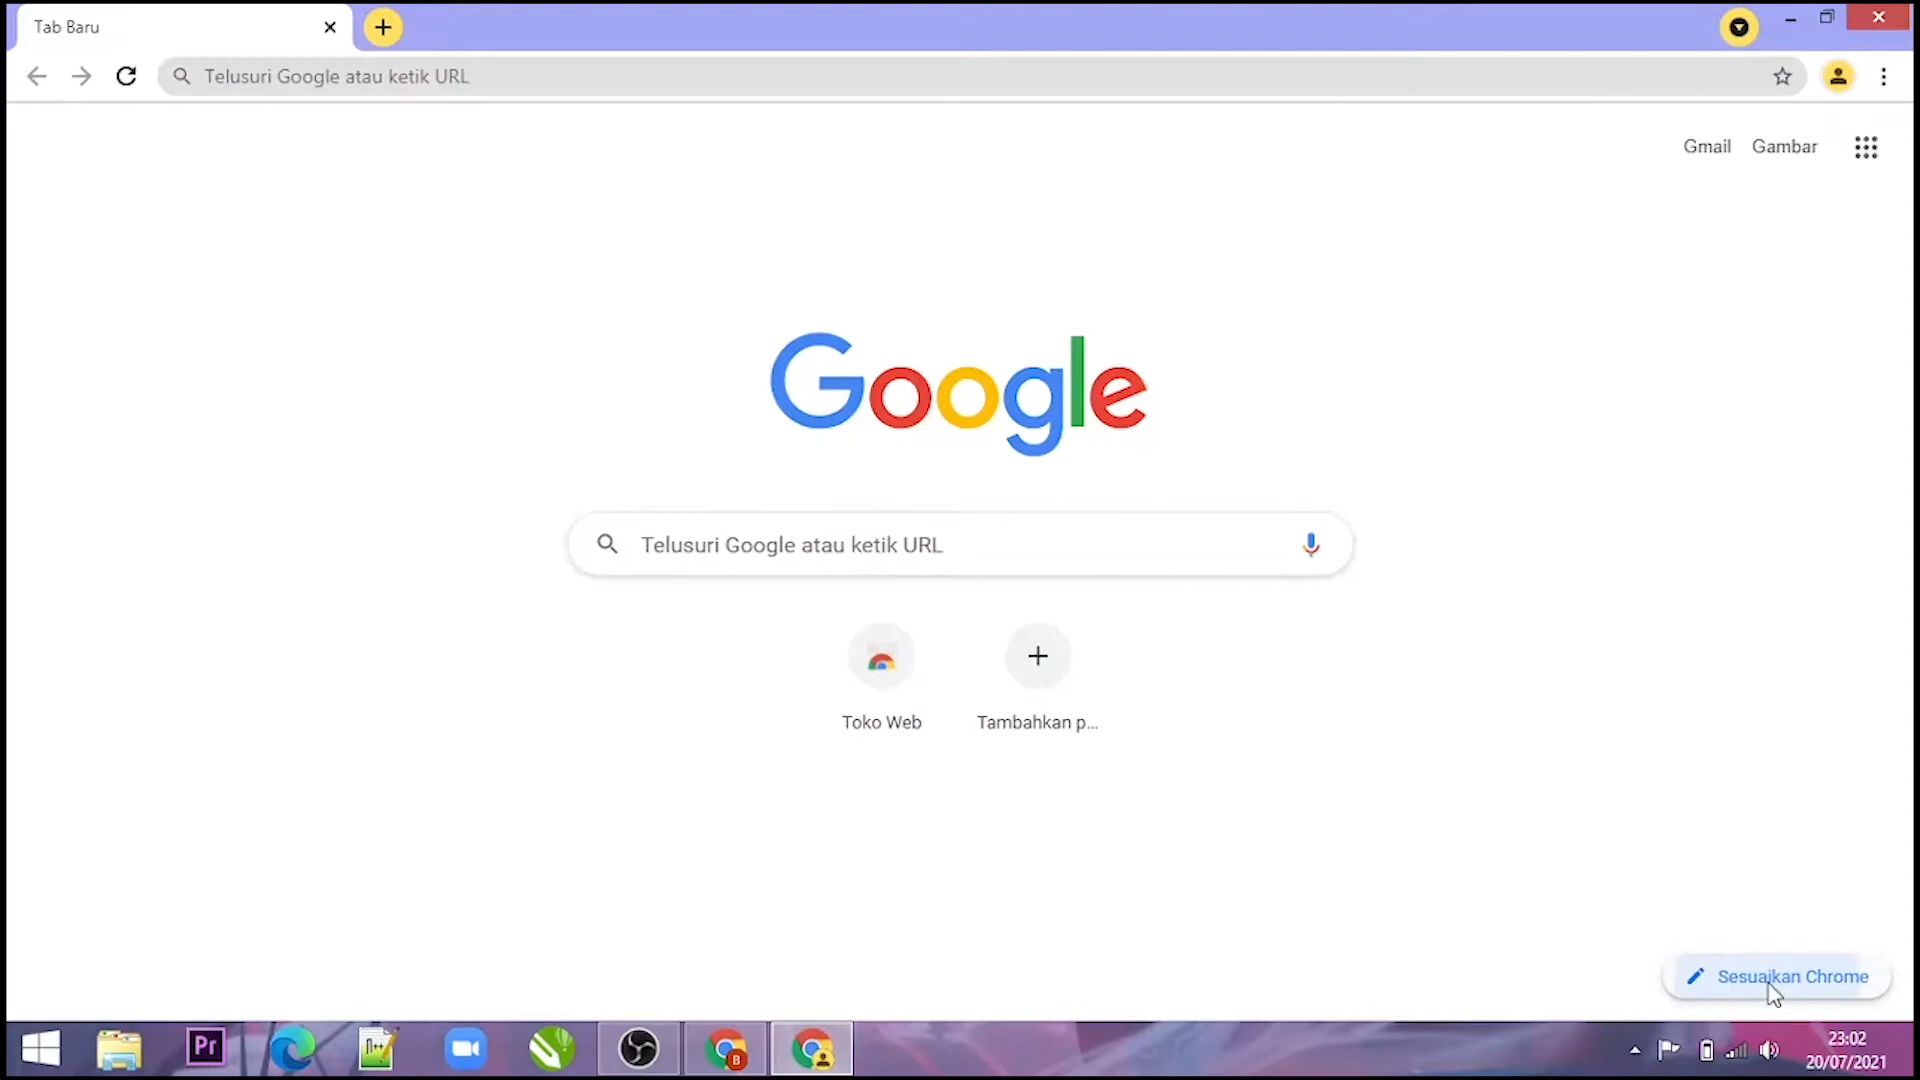 Tab Baru
Telusuri Google atau ketik URL
Gmail Gambar
Google
Telusuri Google atau ketik URL
Toko Web Tambahkan p...
Sesuaikan Chrome
Pr
n++
B
23:02
20/07/2021